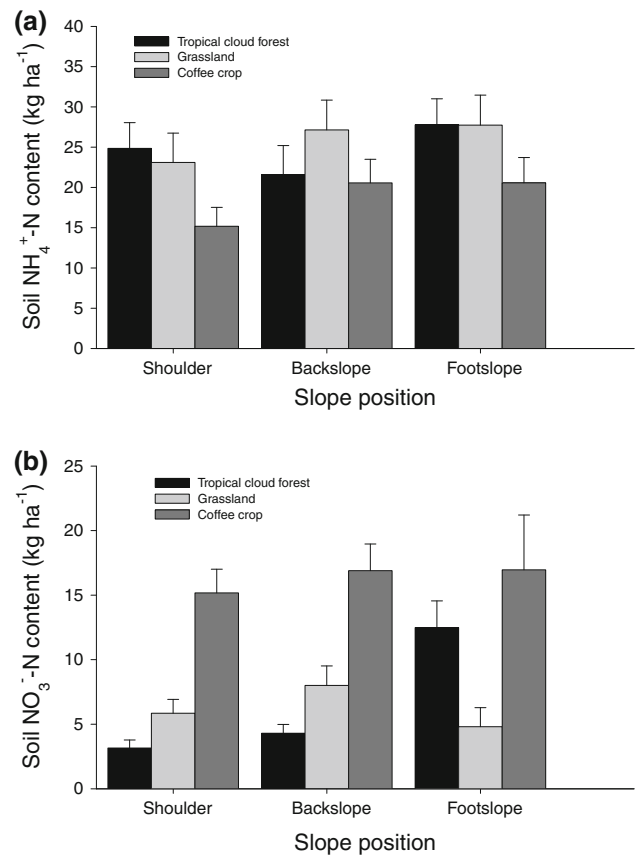 (a)
Tropical cloud forest
Grassland
Coffee crop
Soil NH₄⁺-N content (kg ha⁻¹)
40
35
30
25
20
15
10
5
0
Shoulder Backslope Footslope
Slope position
(b)
Tropical cloud forest
Grassland
Coffee crop
Soil NO₃⁻-N content (kg ha⁻¹)
25
20
15
10
5
0
Shoulder Backslope Footslope
Slope position